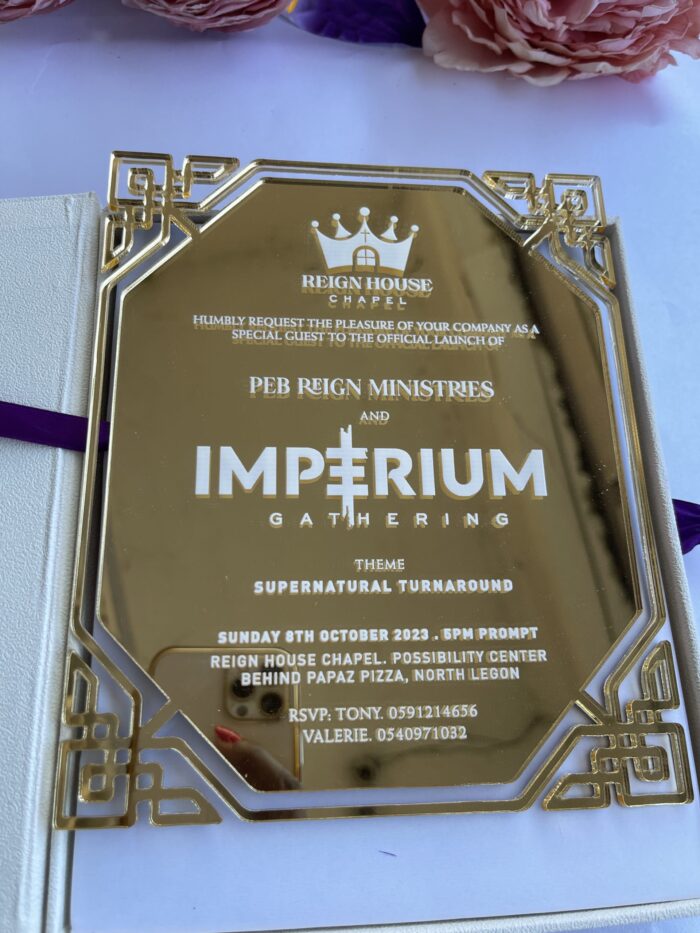 REIGN HOUSE
CHAPEL
HUMBLY REQUEST THE PLEASURE OF YOUR COMPANY AS A
SPECIAL GUEST TO THE OFFICIAL LAUNCH OF
PEB REIGN MINISTRIES
AND
IMPERIUM
GATHERING
THEME
SUPERNATURAL TURNAROUND
SUNDAY 8TH OCTOBER 2023 . 5PM PROMPT
REIGN HOUSE CHAPEL. POSSIBILITY CENTER
BEHIND PAPAZ PIZZA, NORTH LEGON
RSVP: TONY. 0591214656
VALERIE. 0540971032